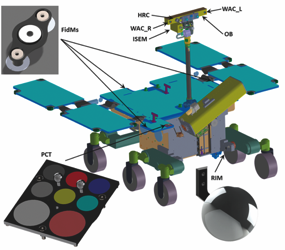 FidMs
HRC
WAC_L
WAC_R
ISEM
OB
PCT
RIM